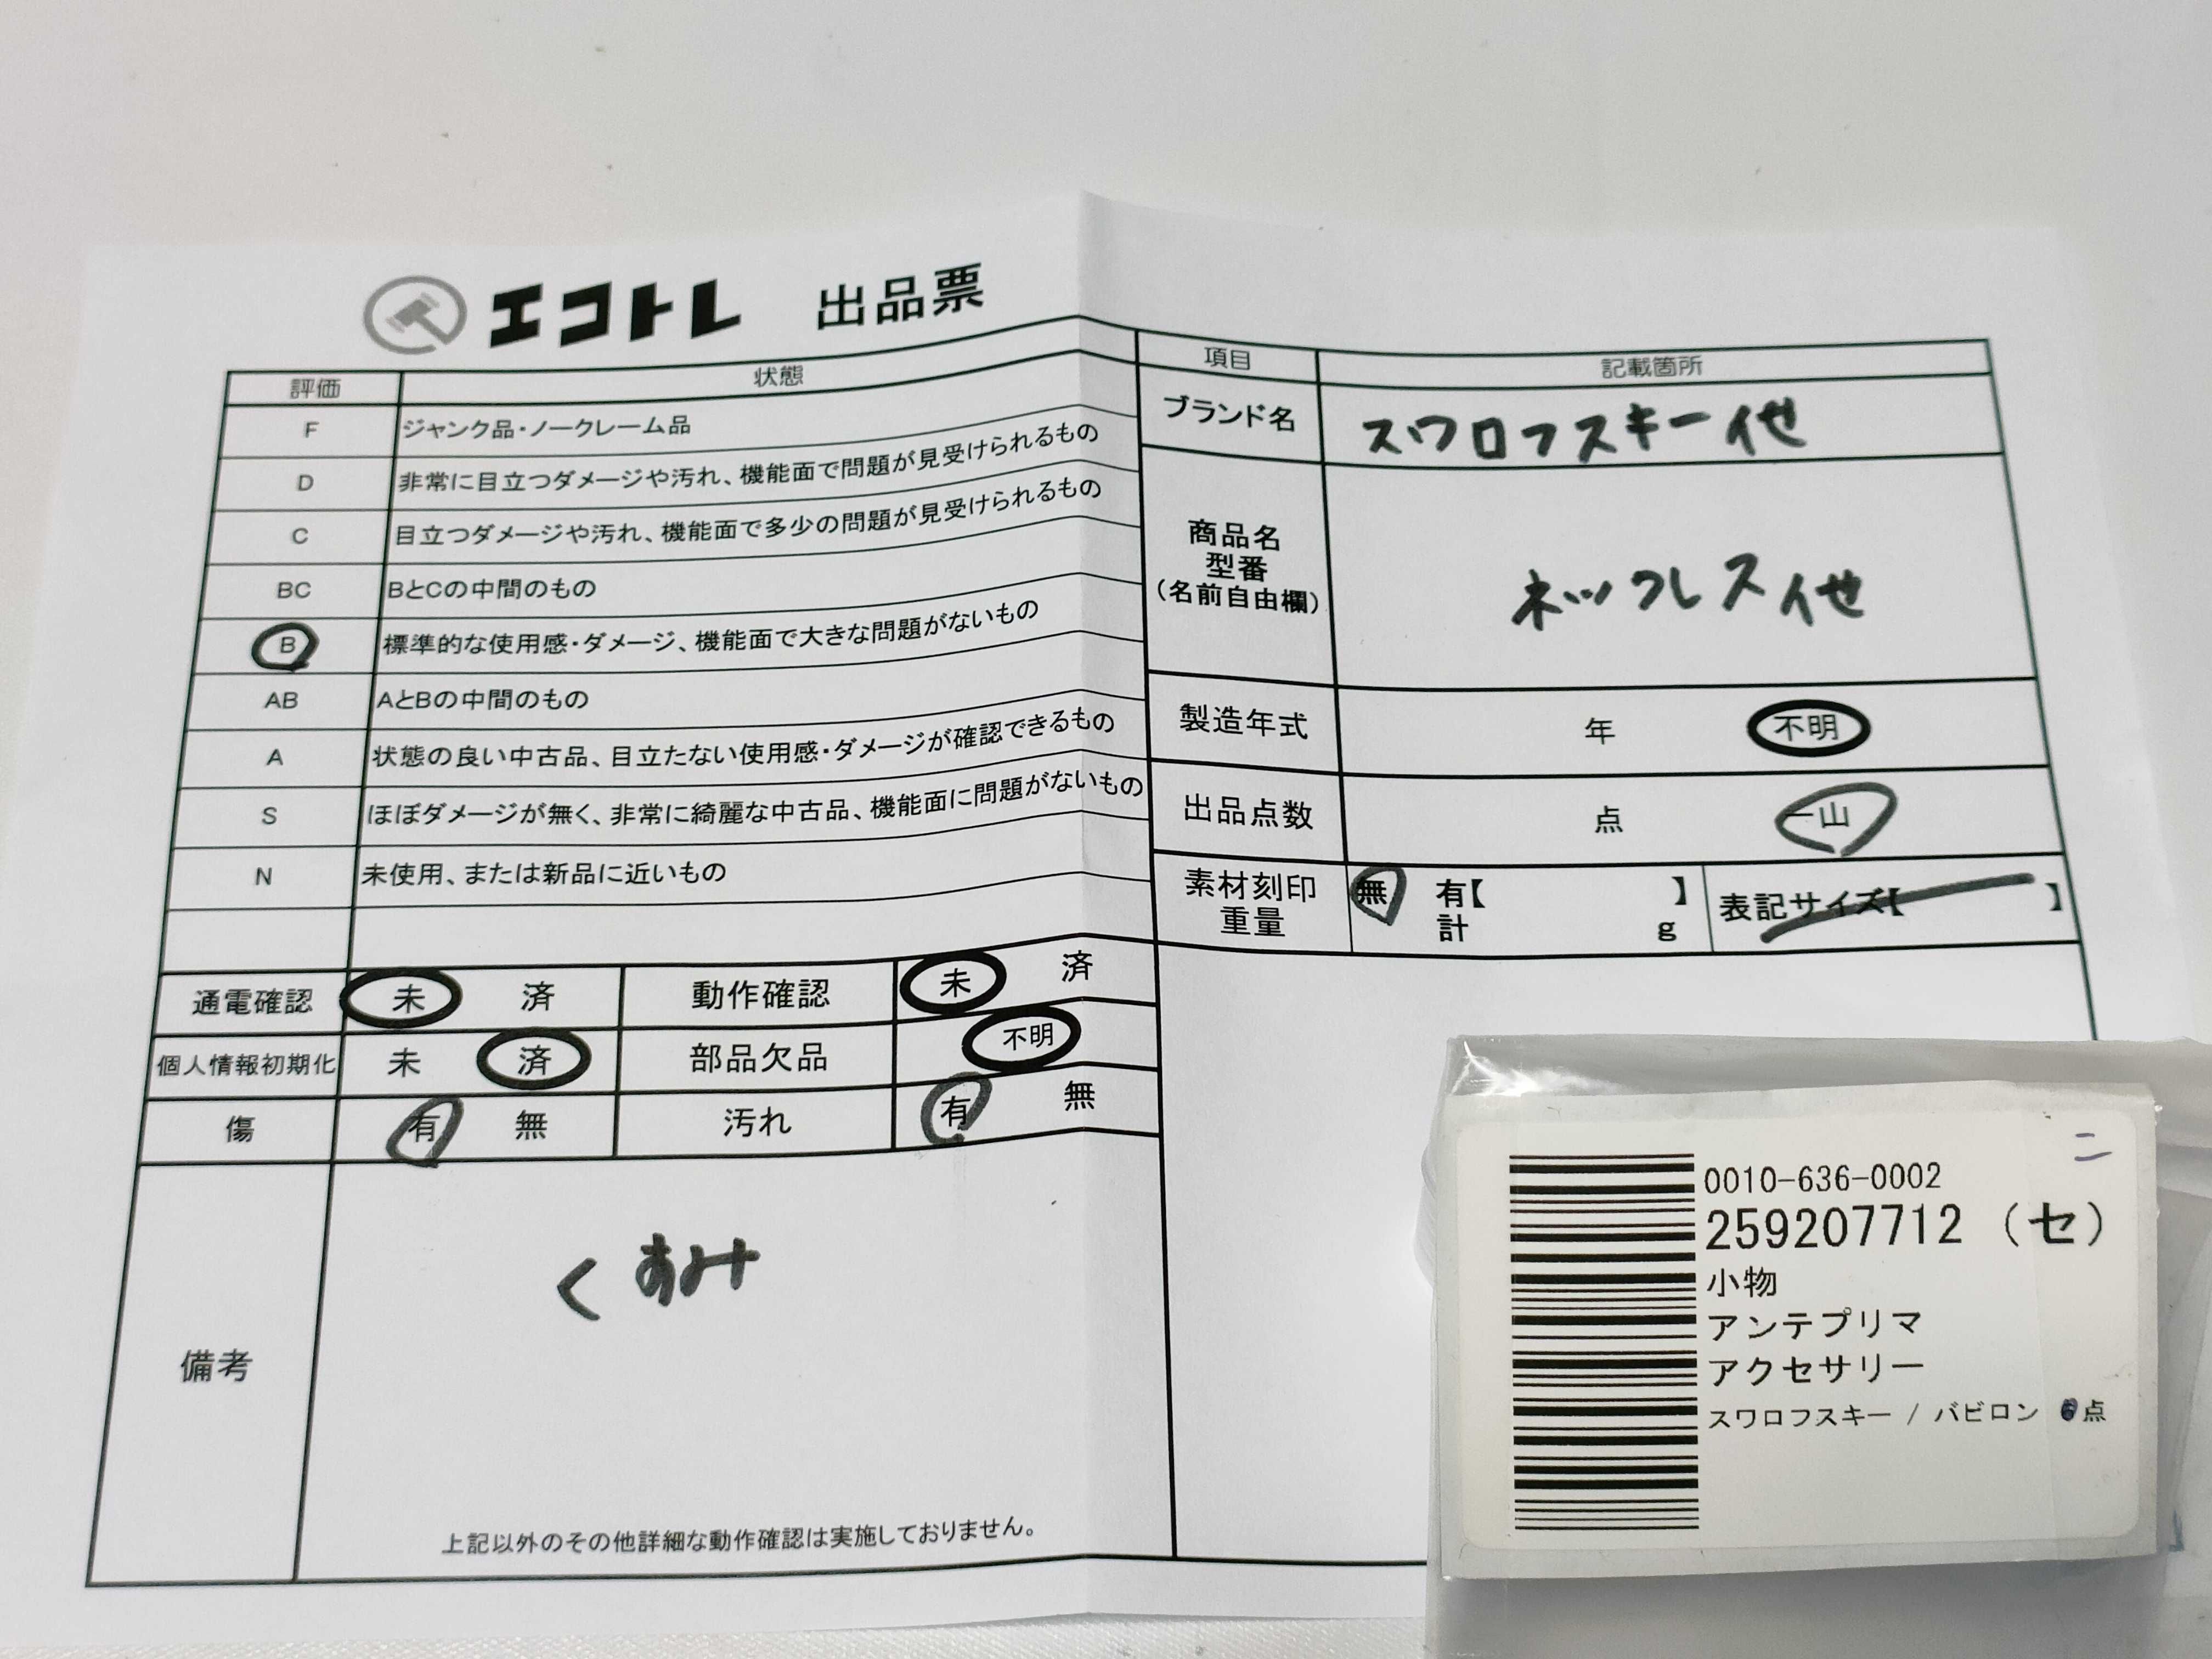 エコトレ 出品票
評価 状態
F ジャンク品・ノークレーム品
D 非常に目立つダメージや汚れ、機能面で問題が見受けられるもの
C 目立つダメージや汚れ、機能面で多少の問題が見受けられるもの
BC BとCの中間のもの
B 標準的な使用感・ダメージ、機能面で大きな問題がないもの
AB AとBの中間のもの
A 状態の良い中古品、目立たない使用感・ダメージが確認できるもの
S ほぼダメージが無く、非常に綺麗な中古品、機能面に問題がないもの
N 未使用、または新品に近いもの
通電確認 未 済 動作確認 未 済
個人情報初期化 未 済 部品欠品 不明
傷 有 無 汚れ 有 無
備考 くすみ
上記以外のその他詳細な動作確認は実施しておりません。
項目 記載箇所
ブランド名 スワロフスキー他
商品名
型番
(名前自由欄)
ネックレス他
製造年式 年 不明
出品点数 点 一山
素材刻印
重量
無 有【 】
計 g
表記サイズ【 】
ニ
0010-636-0002
259207712 (セ)
小物
アンテプリマ
アクセサリー
スワロフスキー / バビロン 点